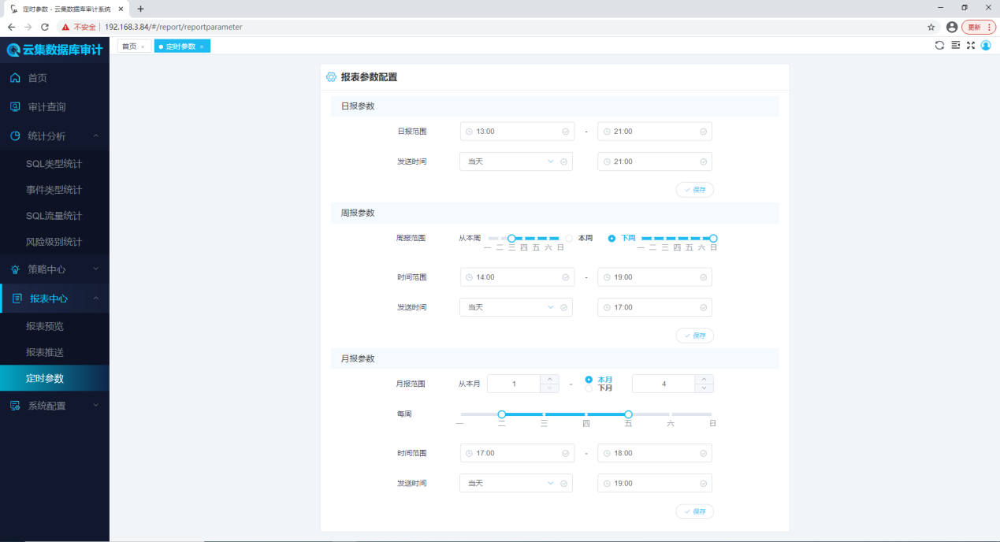 定时参数 - 云集数据库审计系统
不安全 192.168.3.84/#/report/reportparameter 更新
云集数据库审计
首页 定时参数
首页
审计查询
统计分析
SQL类型统计
事件类型统计
SQL流量统计
风险级别统计
策略中心
报表中心
报表预览
报表推送
定时参数
系统配置
报表参数配置
日报参数
日报范围 13:00 - 21:00
发送时间 当天 21:00
保存
周报参数
周报范围 从本周 本周 下周
一 二 三 四 五 六 日 一 二 三 四 五 六 日
时间范围 14:00 - 19:00
发送时间 当天 17:00
保存
月报参数
月报范围 从本月 1 - 本月 4
下月
每周
一 二 三 四 五 六 日
时间范围 17:00 - 18:00
发送时间 当天 19:00
保存